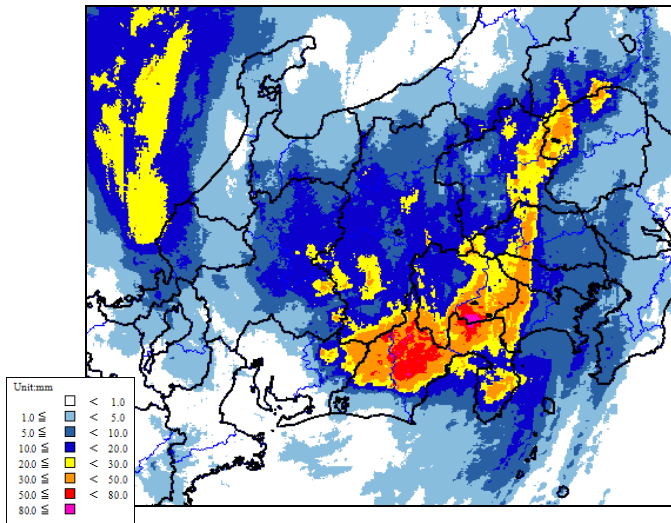 Unit:mm
< 1.0
1.0 ≦ < 5.0
5.0 ≦ < 10.0
10.0 ≦ < 20.0
20.0 ≦ < 30.0
30.0 ≦ < 50.0
50.0 ≦ < 80.0
80.0 ≦